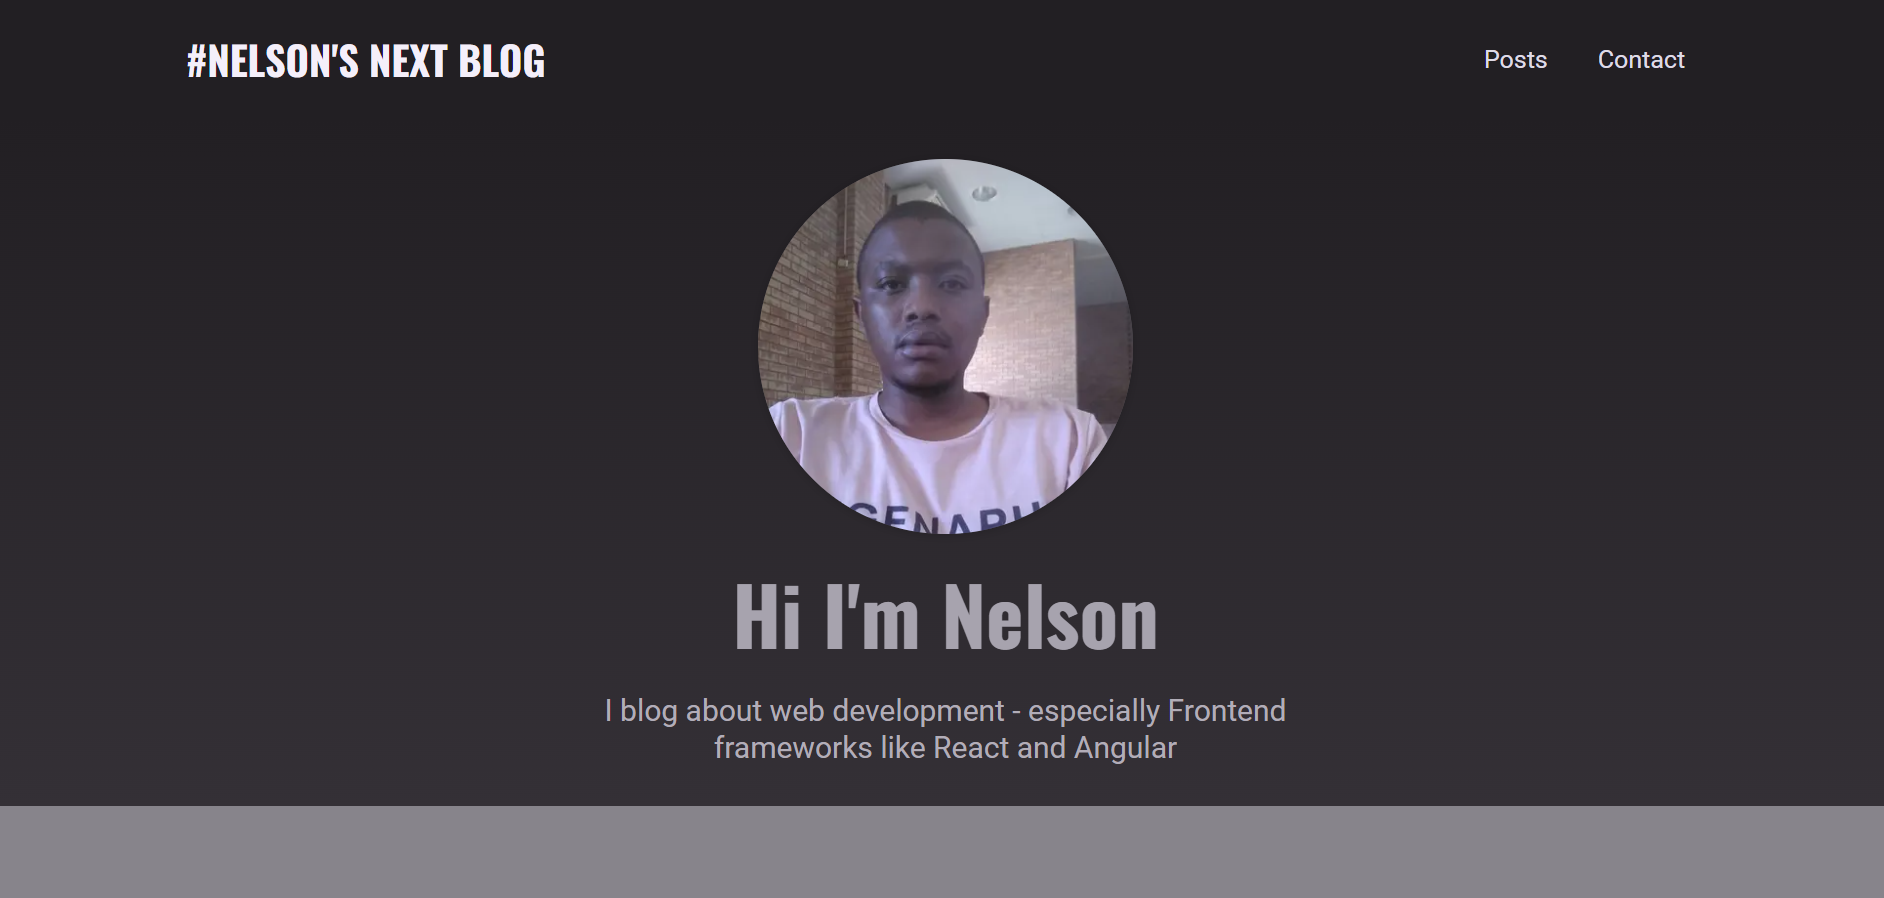 #NELSON'S NEXT BLOG
Posts
Contact
Hi I'm Nelson
I blog about web development - especially Frontend
frameworks like React and Angular